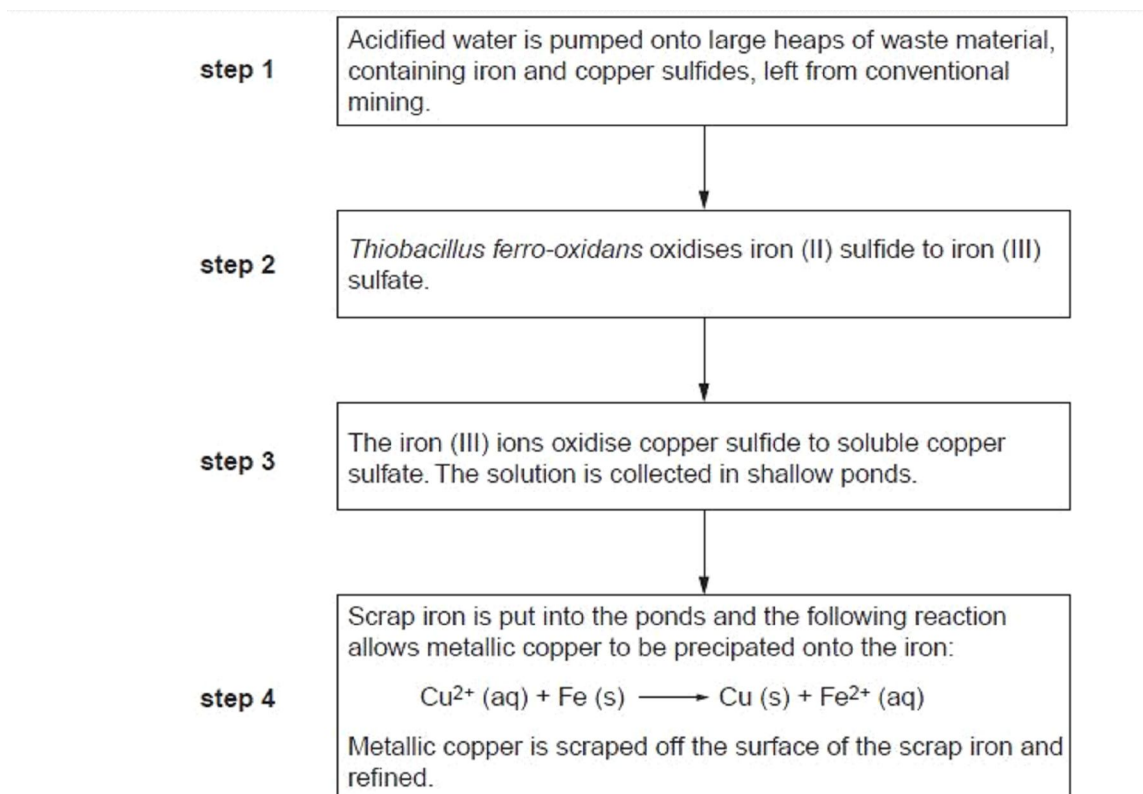 step 1
Acidified water is pumped onto large heaps of waste material,
containing iron and copper sulfides, left from conventional
mining.
step 2
Thiobacillus ferro-oxidans oxidises iron (II) sulfide to iron (III)
sulfate.
step 3
The iron (III) ions oxidise copper sulfide to soluble copper
sulfate. The solution is collected in shallow ponds.
step 4
Scrap iron is put into the ponds and the following reaction
allows metallic copper to be precipated onto the iron:
Cu²⁺ (aq) + Fe (s) ⟶ Cu (s) + Fe²⁺ (aq)
Metallic copper is scraped off the surface of the scrap iron and
refined.